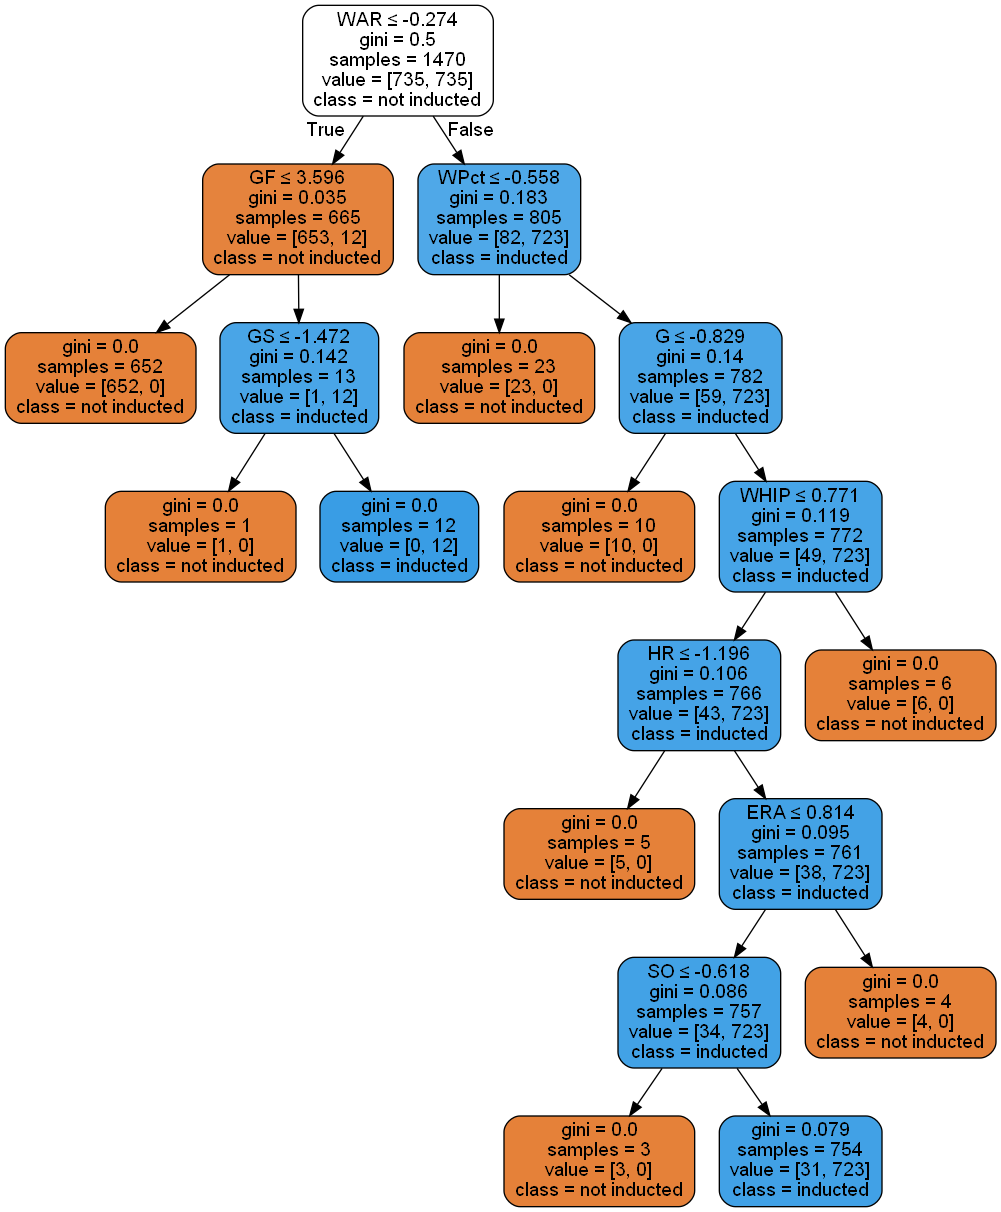 WAR ≤ -0.274
gini = 0.5
samples = 1470
value = [735, 735]
class = not inducted
True
False
GF ≤ 3.596
gini = 0.035
samples = 665
value = [653, 12]
class = not inducted
WPct ≤ -0.558
gini = 0.183
samples = 805
value = [82, 723]
class = inducted
gini = 0.0
samples = 652
value = [652, 0]
class = not inducted
GS ≤ -1.472
gini = 0.142
samples = 13
value = [1, 12]
class = inducted
gini = 0.0
samples = 23
value = [23, 0]
class = not inducted
G ≤ -0.829
gini = 0.14
samples = 782
value = [59, 723]
class = inducted
gini = 0.0
samples = 1
value = [1, 0]
class = not inducted
gini = 0.0
samples = 12
value = [0, 12]
class = inducted
gini = 0.0
samples = 10
value = [10, 0]
class = not inducted
WHIP ≤ 0.771
gini = 0.119
samples = 772
value = [49, 723]
class = inducted
HR ≤ -1.196
gini = 0.106
samples = 766
value = [43, 723]
class = inducted
gini = 0.0
samples = 6
value = [6, 0]
class = not inducted
gini = 0.0
samples = 5
value = [5, 0]
class = not inducted
ERA ≤ 0.814
gini = 0.095
samples = 761
value = [38, 723]
class = inducted
SO ≤ -0.618
gini = 0.086
samples = 757
value = [34, 723]
class = inducted
gini = 0.0
samples = 4
value = [4, 0]
class = not inducted
gini = 0.0
samples = 3
value = [3, 0]
class = not inducted
gini = 0.079
samples = 754
value = [31, 723]
class = inducted